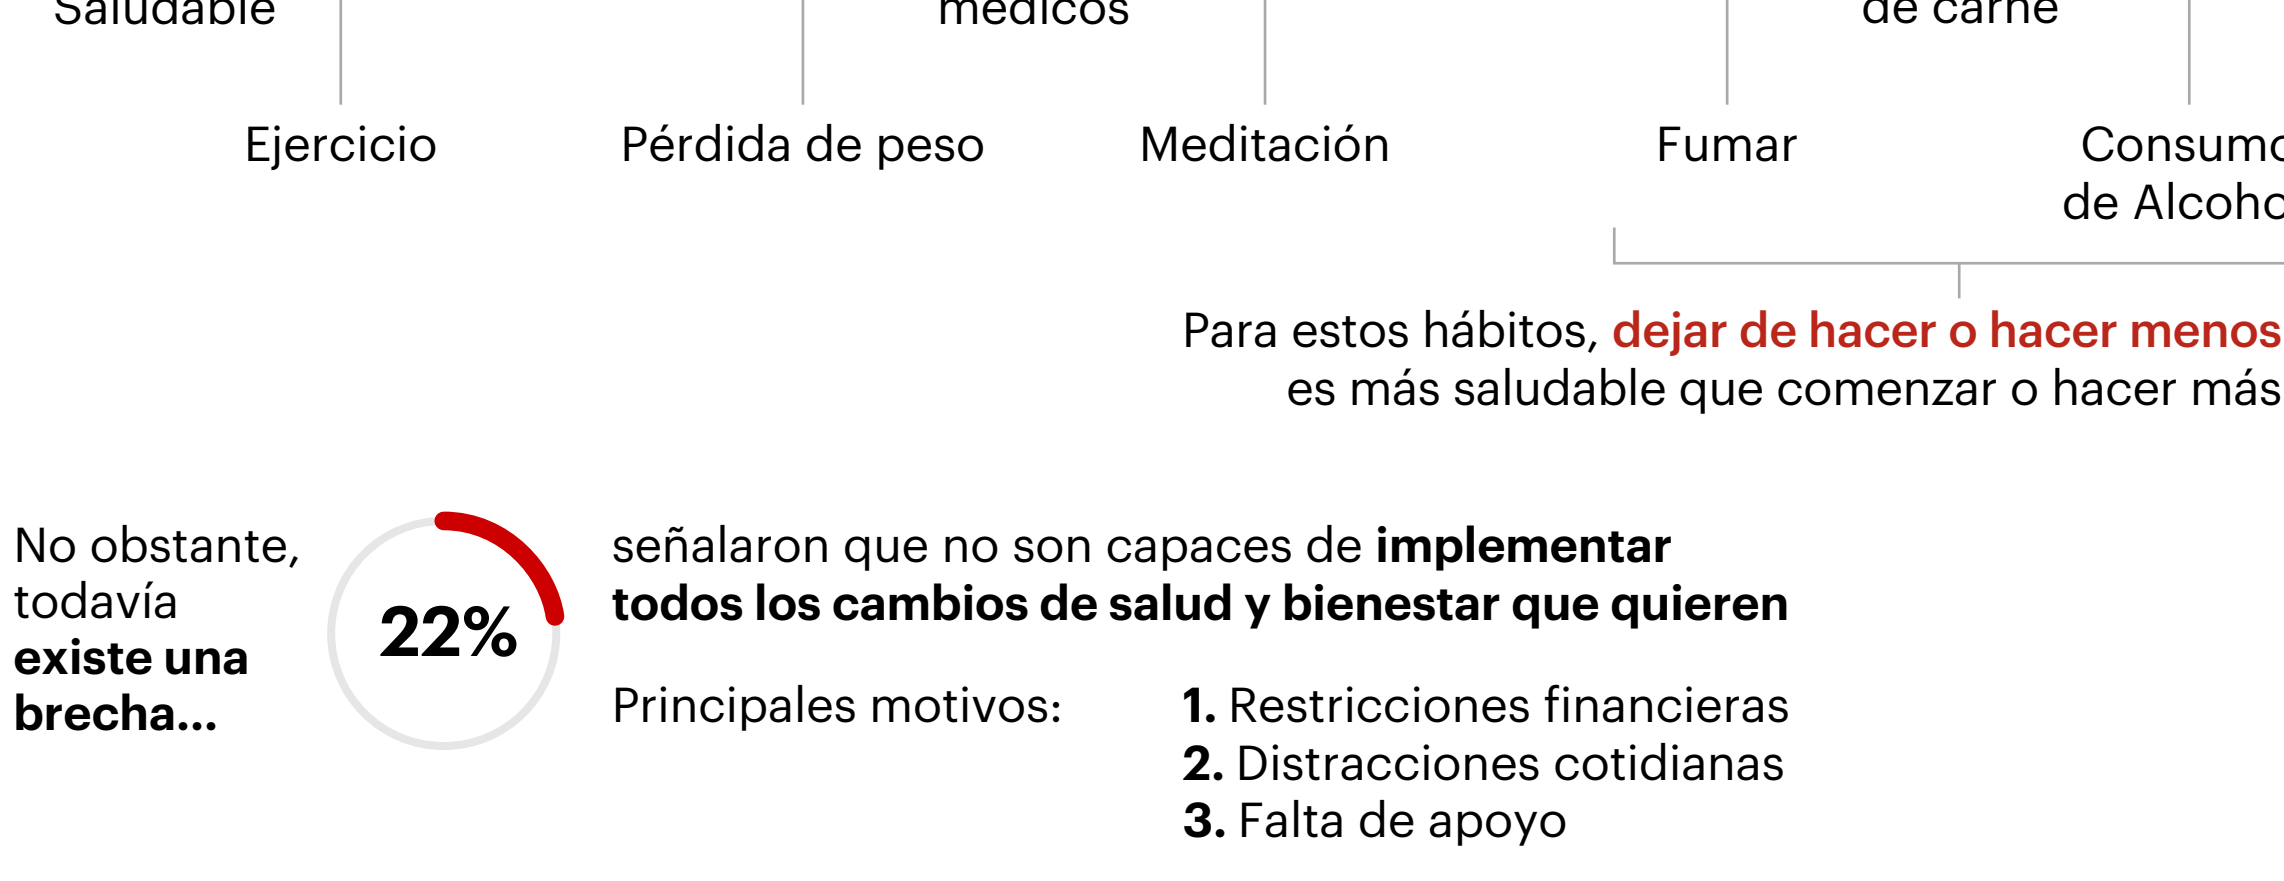 Saludable
médicos
de carne
Ejercicio
Pérdida de peso
Meditación
Fumar
Consumo
de Alcoho
Para estos hábitos, dejar de hacer o hacer menos
es más saludable que comenzar o hacer más
No obstante,
todavía
existe una
brecha...
22%
señalaron que no son capaces de implementar
todos los cambios de salud y bienestar que quieren
Principales motivos:
1. Restricciones financieras
2. Distracciones cotidianas
3. Falta de apoyo